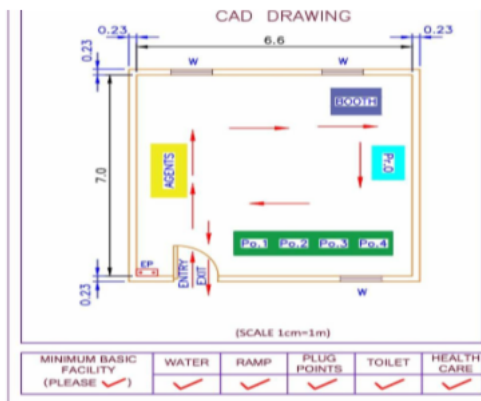 CAD DRAWING
0.23 6.6 0.23
0.23
W W
BOOTH
AGENTS
Pr.O
7.0
Po.1 Po.2 Po.3 Po.4
EP
ENTRY
EXIT
0.23
W
(SCALE 1cm=1m)
MINIMUM BASIC FACILITY (PLEASE ✓)
WATER
RAMP
PLUG POINTS
TOILET
HEALTH CARE
✓ ✓ ✓ ✓ ✓